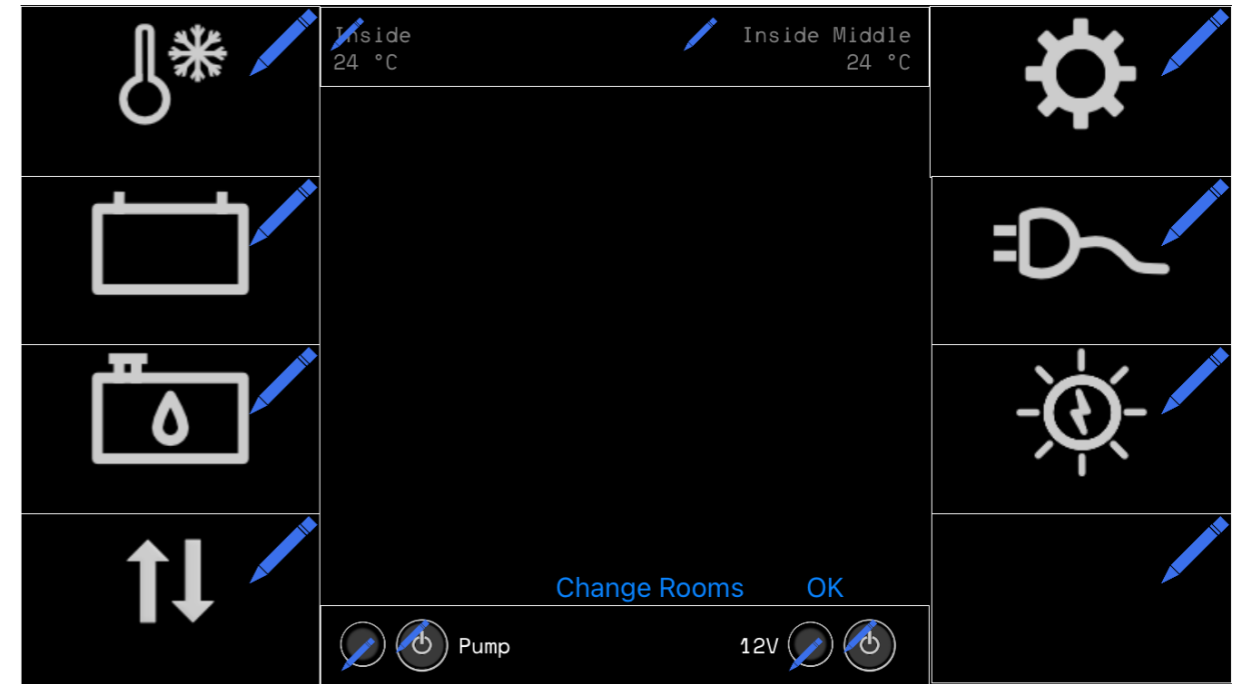 Inside
24 °C
Inside Middle
24 °C
Change Rooms
OK
Pump
12V